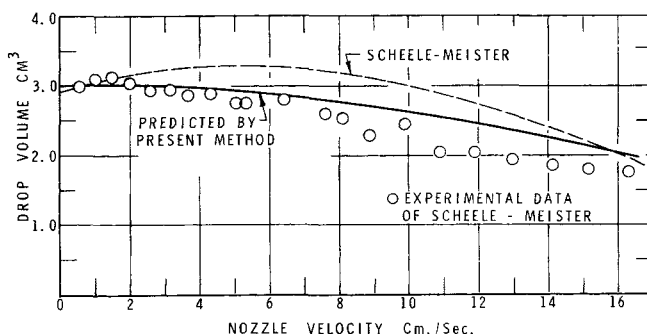 4.0
3.0
2.0
1.0
DROP VOLUME CM³
SCHEELE-MEISTER
PREDICTED BY
PRESENT METHOD
O EXPERIMENTAL DATA
OF SCHEELE - MEISTER
0 2 4 6 8 10 12 14 16
NOZZLE VELOCITY Cm./Sec.